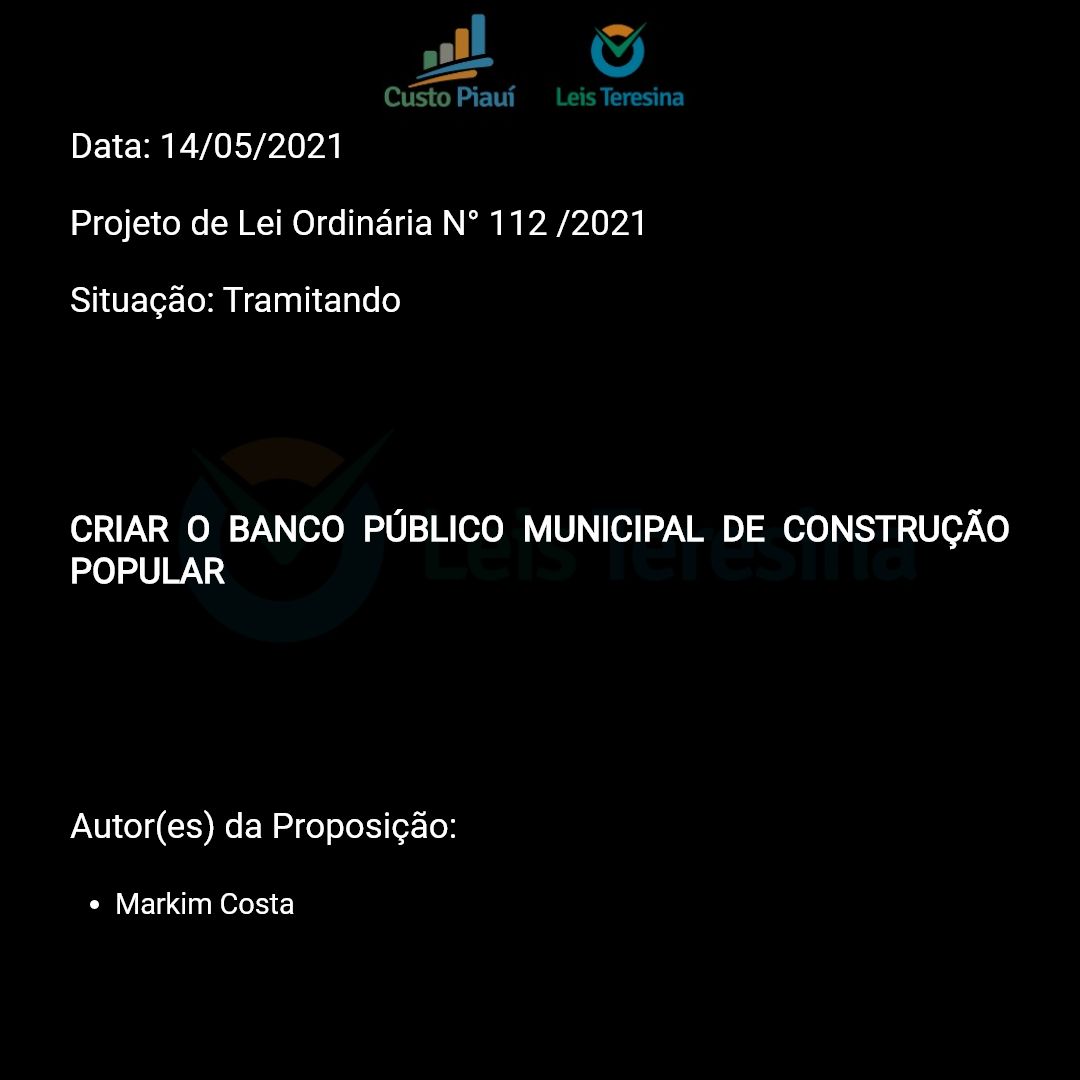 Custo Piauí Leis Teresina
Data: 14/05/2021
Projeto de Lei Ordinária N° 112 /2021
Situação: Tramitando
Leis Teresina
CRIAR O BANCO PÚBLICO MUNICIPAL DE CONSTRUÇÃO
POPULAR
Autor(es) da Proposição:
• Markim Costa